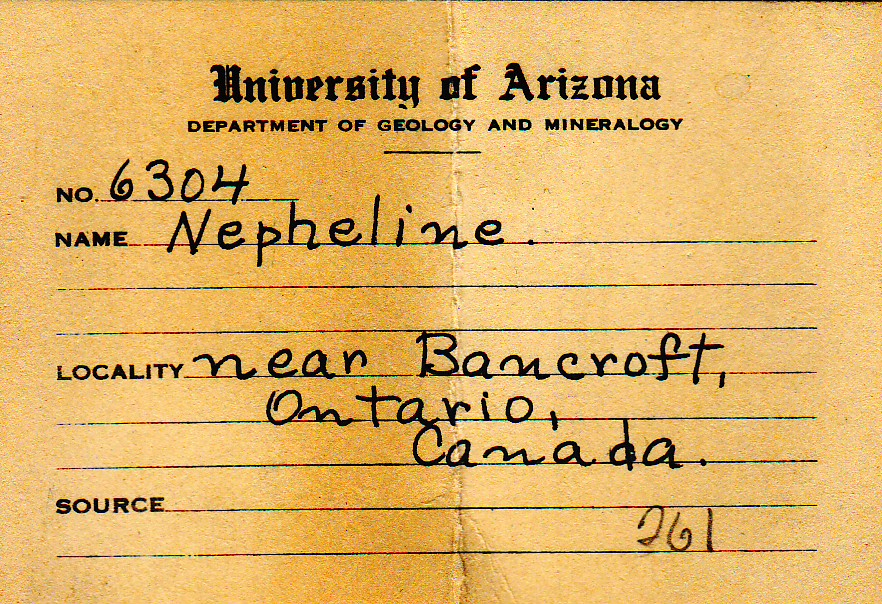 University of Arizona
DEPARTMENT OF GEOLOGY AND MINERALOGY
NO. 6304
NAME Nepheline.
LOCALITY near Bancroft,
Ontario,
Canada.
SOURCE
261